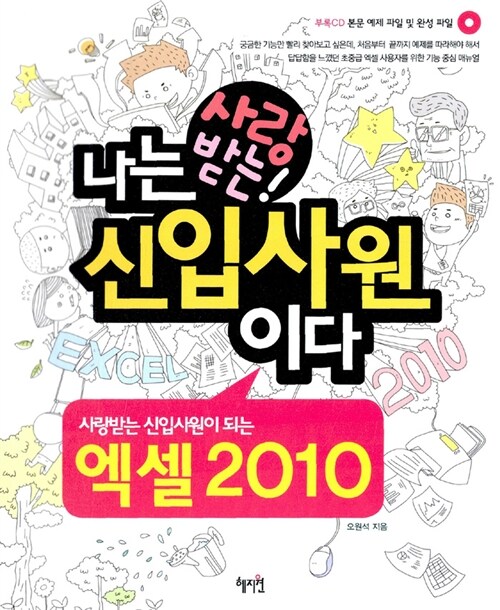 부록CD 본문 예제 파일 및 완성 파일
궁금한 기능만 빨리 찾아보고 싶은데, 처음부터 끝까지 예제를 따라해야 해서
답답함을 느꼈던 초중급 엑셀 사용자를 위한 기능 중심 매뉴얼
나는
사랑
받는!
신입사원
이다
EXCEL
2010
사랑받는 신입사원이 되는
엑셀 2010
오원석 지음
혜지원